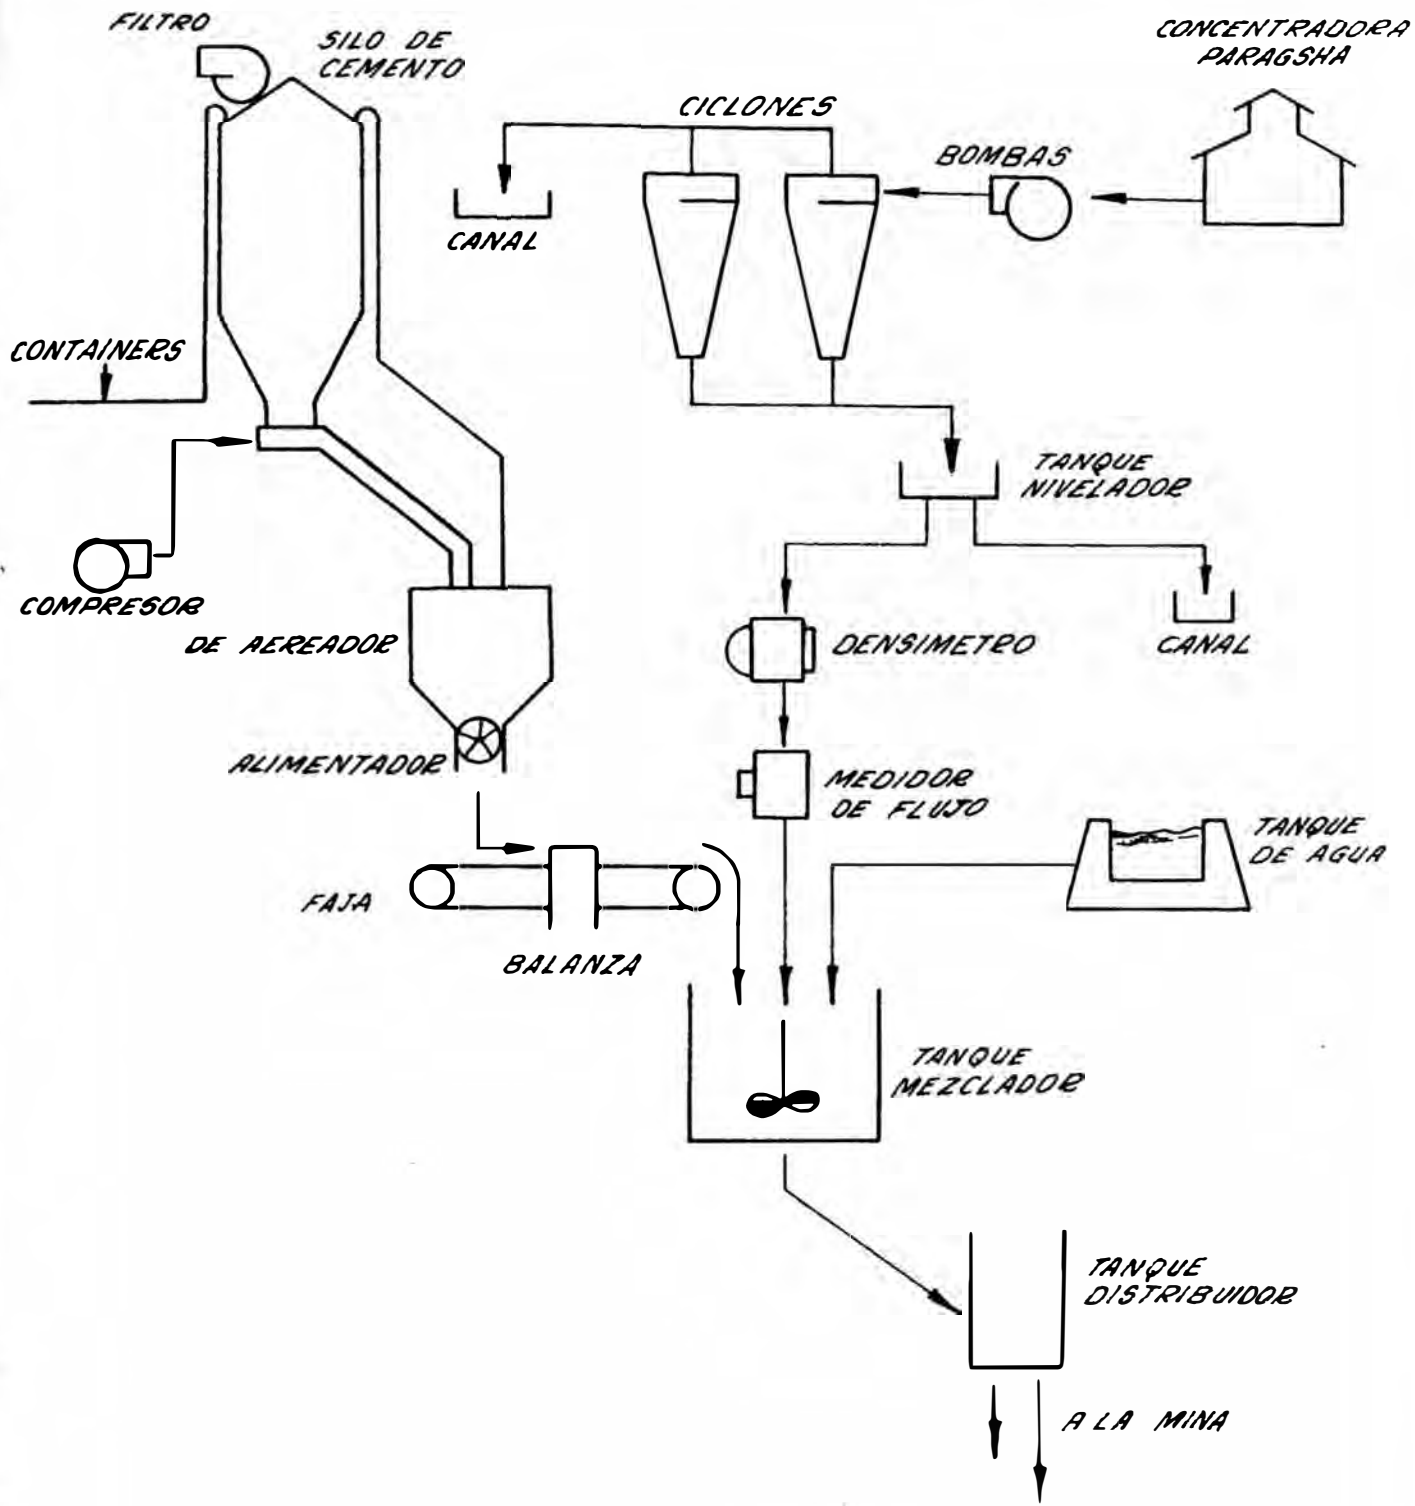 FILTRO
SILO DE
CEMENTO
CONCENTRADORA
PARAGSHA
CICLONES
BOMBAS
CANAL
CONTAINERS
TANQUE
NIVELADOR
COMPRESOR
DE AEREADOR
DENSIMETRO
CANAL
ALIMENTADOR
MEDIDOR
DE FLUJO
TANQUE
DE AGUA
FAJA
BALANZA
TANQUE
MEZCLADOR
TANQUE
DISTRIBUIDOR
A LA MINA